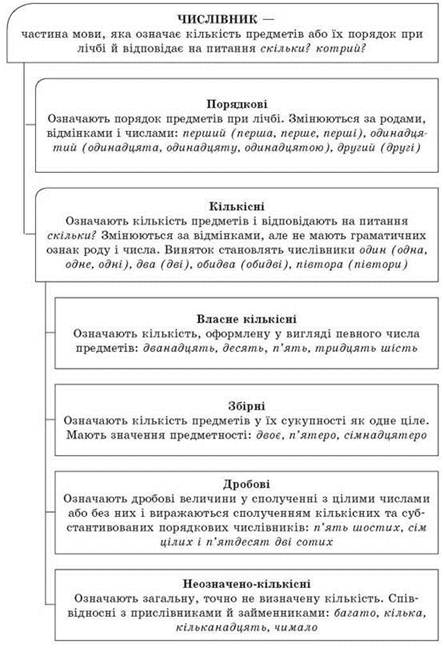 ЧИСЛІВНИК —
частина мови, яка означає кількість предметів або їх порядок при
лічбі й відповідає на питання скільки? котрий?
Порядкові
Означають порядок предметів при лічбі. Змінюються за родами,
відмінками і числами: перший (перша, перше, перші), одинадця-
тий (одинадцята, одинадцяту, одинадцятою), другий (другі)
Кількісні
Означають кількість предметів і відповідають на питання
скільки? Змінюються за відмінками, але не мають граматичних
ознак роду і числа. Виняток становлять числівники один (одна,
одне, одні), два (дві), обидва (обидві), півтора (півтори)
Власне кількісні
Означають кількість, оформлену у вигляді певного числа
предметів: дванадцять, десять, п'ять, тридцять шість
Збірні
Означають кількість предметів у їх сукупності як одне ціле.
Мають значення предметності: двоє, п'ятеро, сімнадцятеро
Дробові
Означають дробові величини у сполученні з цілими числами
або без них і виражаються сполученням кількісних та суб-
стантивованих порядкових числівників: п'ять шостих, сім
цілих і п'ятдесят дві сотих
Неозначено-кількісні
Означають загальну, точно не визначену кількість. Спів-
відносні з прислівниками й займенниками: багато, кілька,
кільканадцять, чимало